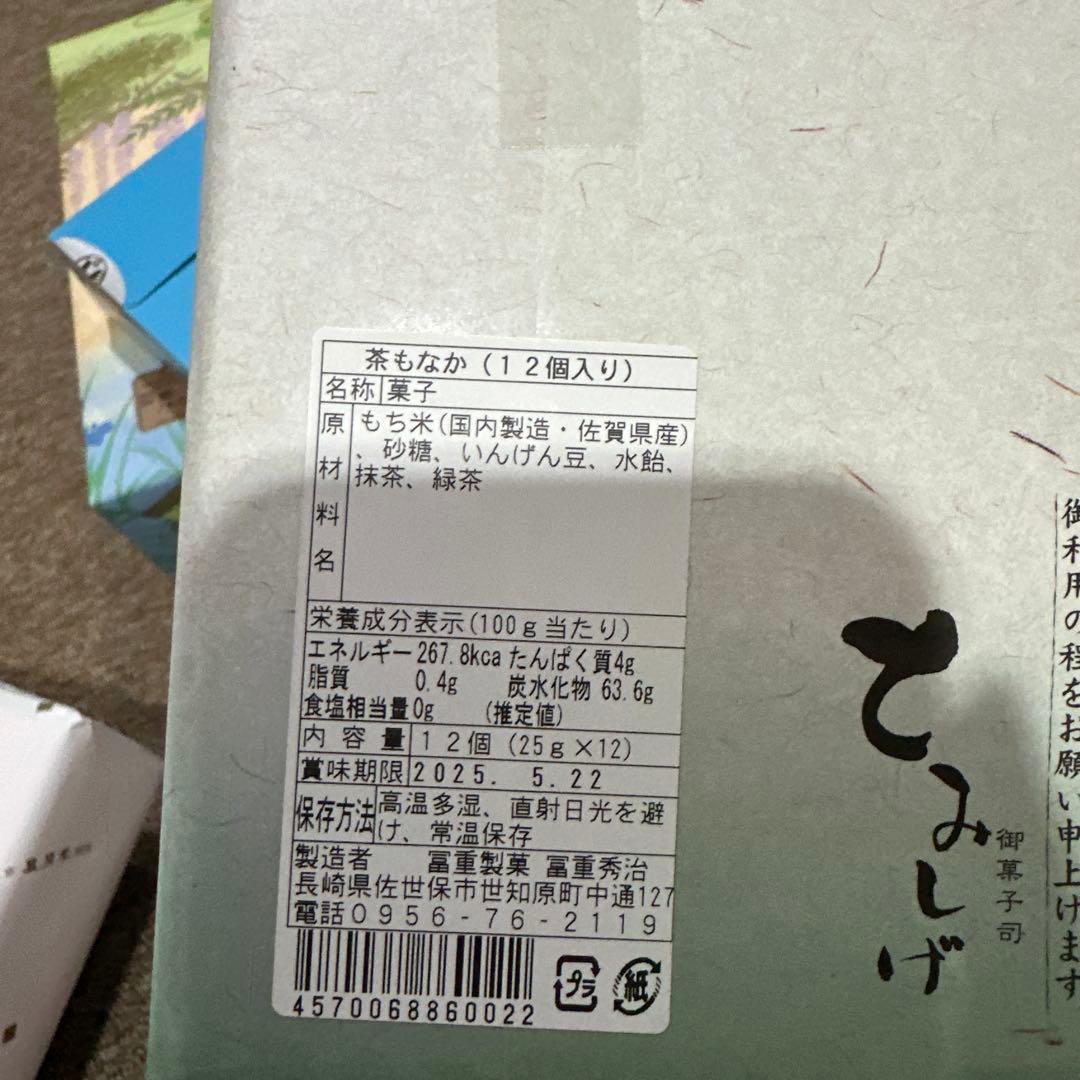 茶もなか（１２個入り）
名称 菓子
原材料名 もち米(国内製造・佐賀県産)
、砂糖、いんげん豆、水飴、
抹茶、緑茶
栄養成分表示(100ｇ当たり)
エネルギー 267.8kca たんぱく質4g
脂質 0.4g 炭水化物 63.6g
食塩相当量0g (推定値)
内容量 １２個（25ｇ×12）
賞味期限 2025. 5.22
保存方法 高温多湿、直射日光を避
け、常温保存
製造者 冨重製菓 冨重秀治
長崎県佐世保市世知原町中通127
電話０９５６－７６－２１１９
4570068860022
プラ
紙
とみしげ
御菓子司
御利用の程をお願い申上げます